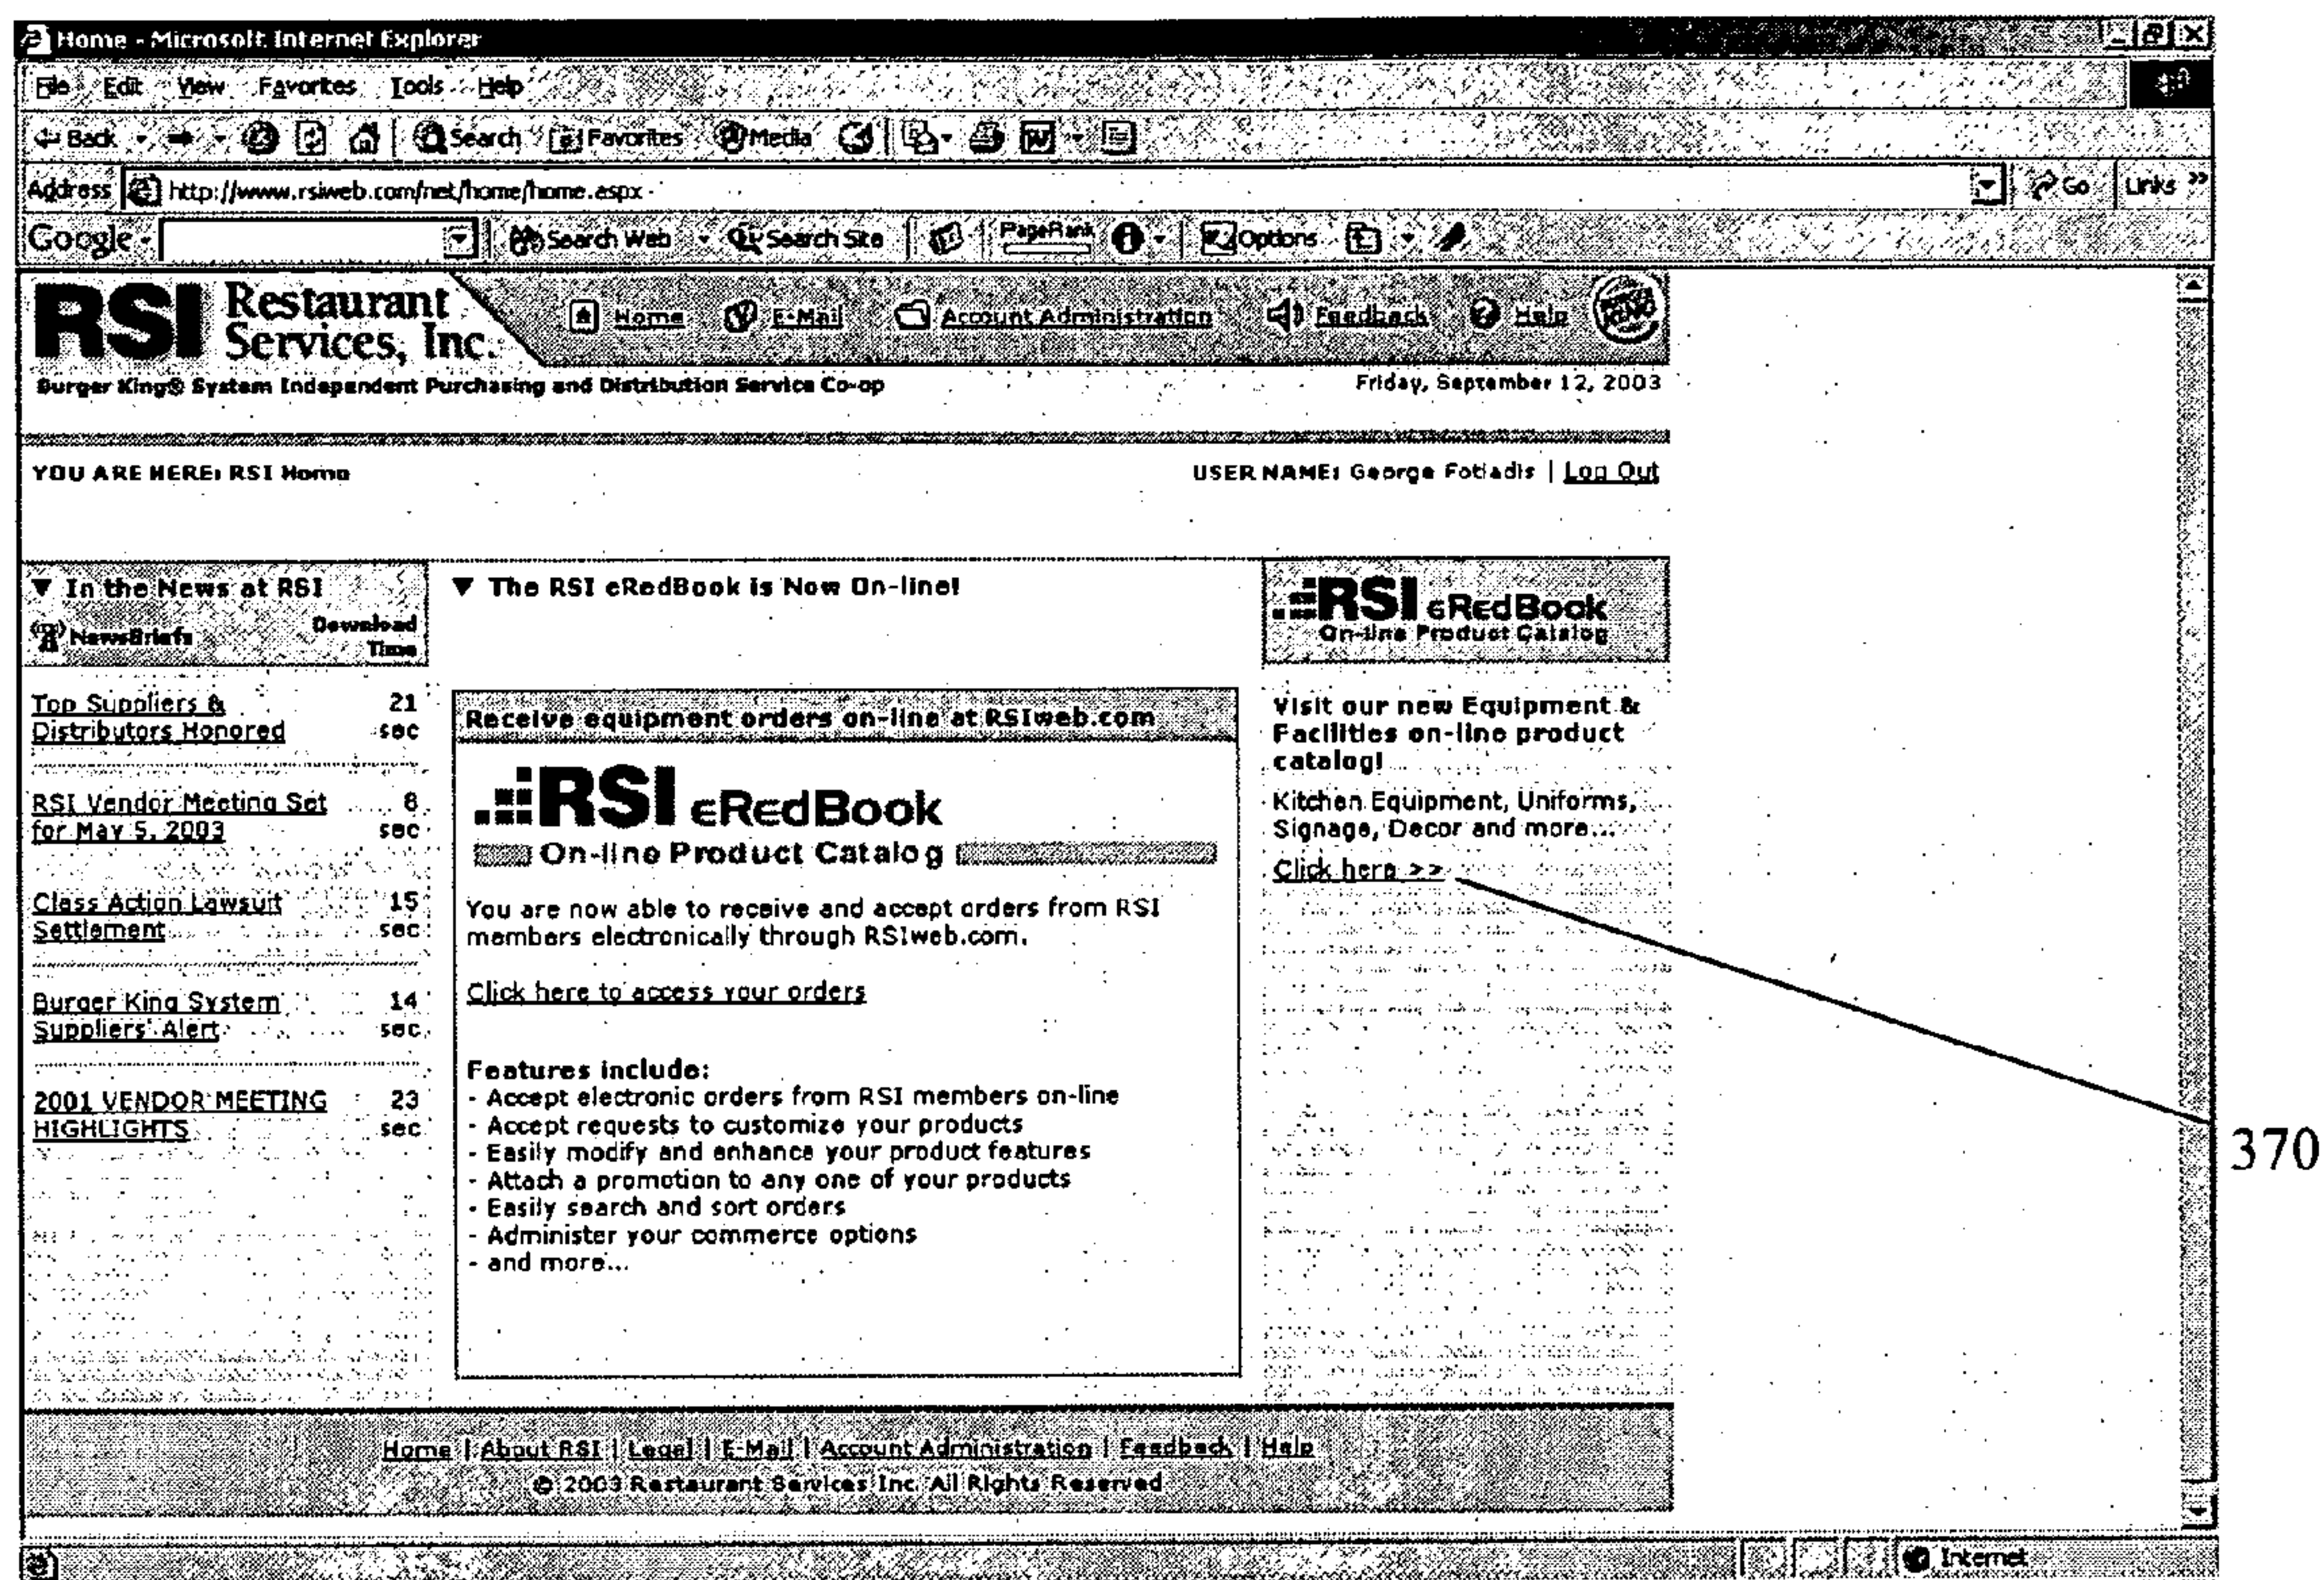 Home - Microsoft Internet Explorer
File Edit View Favorites Tools Help
Back Search Favorites Media
Address http://www.rsiweb.com/net/home/home.aspx Go Links »
Google Search Web Search Site PageRank Options
RSI Restaurant Services, Inc.
Home E-Mail Account Administration Feedback Help BURGER KING
Burger King® System Independent Purchasing and Distribution Service Co-op Friday, September 12, 2003
YOU ARE HERE: RSI Home USER NAME: George Fotiadis | Log Out
▼ In the News at RSI
NewsBriefs Download Time
Top Suppliers & 21
Distributors Honored sec
RSI Vendor Meeting Set 8
for May 5, 2003 sec
Class Action Lawsuit 15
Settlement sec
Burger King System 14
Suppliers' Alert sec
2001 VENDOR MEETING 23
HIGHLIGHTS sec
▼ The RSI eRedBook is Now On-line!
Receive equipment orders on-line at RSIweb.com
RSI eRedBook
On-line Product Catalog
You are now able to receive and accept orders from RSI
members electronically through RSIweb.com.
Click here to access your orders
Features include:
- Accept electronic orders from RSI members on-line
- Accept requests to customize your products
- Easily modify and enhance your product features
- Attach a promotion to any one of your products
- Easily search and sort orders
- Administer your commerce options
- and more...
RSI eRedBook
On-line Product Catalog
Visit our new Equipment &
Facilities on-line product
catalog!
Kitchen Equipment, Uniforms,
Signage, Decor and more...
Click here >>
370
Home | About RSI | Legal | E-Mail | Account Administration | Feedback | Help
© 2003 Restaurant Services Inc. All Rights Reserved
Internet